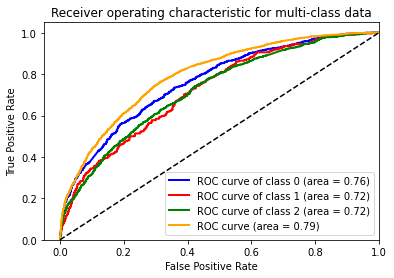 Receiver operating characteristic for multi-class data
True Positive Rate
1.0
0.8
0.6
0.4
0.2
0.0
ROC curve of class 0 (area = 0.76)
ROC curve of class 1 (area = 0.72)
ROC curve of class 2 (area = 0.72)
ROC curve (area = 0.79)
0.0 0.2 0.4 0.6 0.8 1.0
False Positive Rate